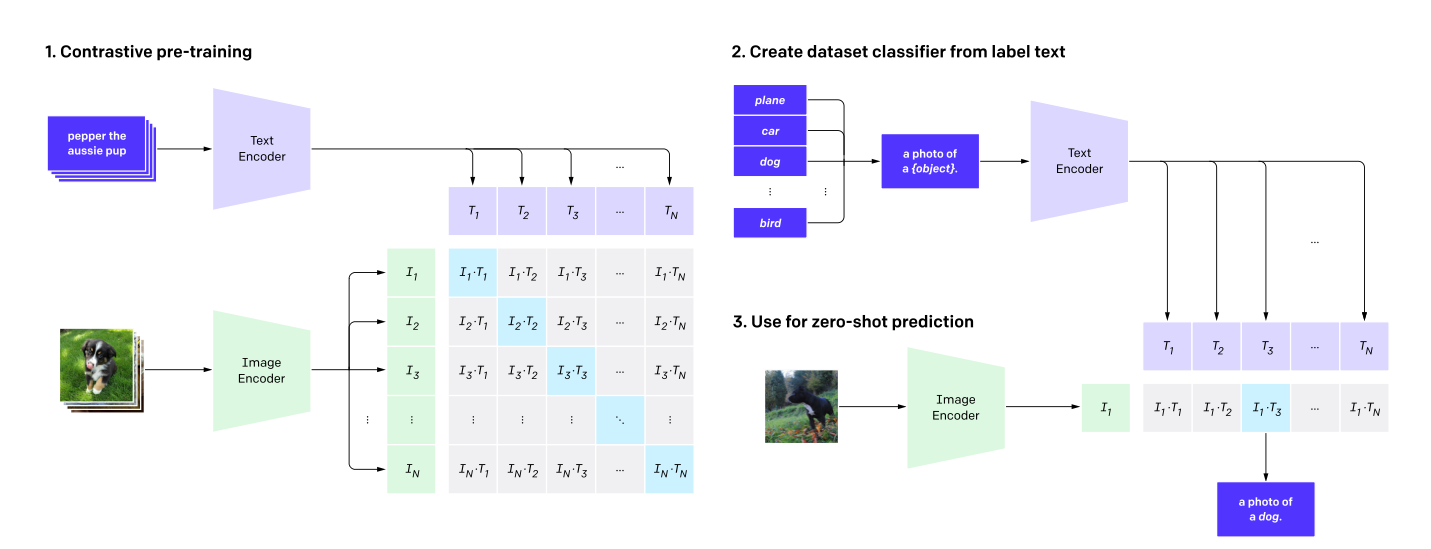 1. Contrastive pre-training
pepper the
aussie pup
Text
Encoder
...
T1 T2 T3 ... TN
Image
Encoder
I1 I1·T1 I1·T2 I1·T3 ... I1·TN
I2 I2·T1 I2·T2 I2·T3 ... I2·TN
I3 I3·T1 I3·T2 I3·T3 ... I3·TN
⋮ ⋮ ⋮ ⋮ ⋮ ⋱ ⋮
IN IN·T1 IN·T2 IN·T3 ... IN·TN
2. Create dataset classifier from label text
plane
car
dog
⋮ ⋮
bird
a photo of
a {object}.
Text
Encoder
...
3. Use for zero-shot prediction
T1 T2 T3 ... TN
Image
Encoder
I1 I1·T1 I1·T2 I1·T3 ... I1·TN
a photo of
a dog.